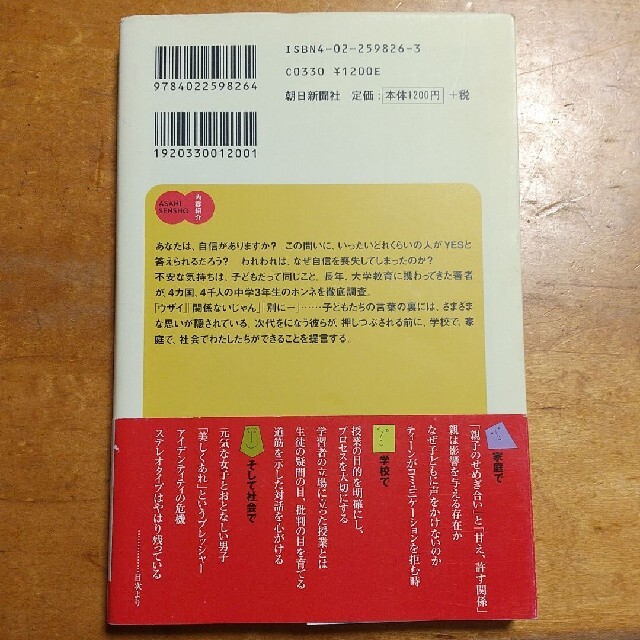 ISBN4-02-259826-3
C0330 ¥1200E
朝日新聞社 定価：本体1200円 +税
9784022598264
1920330012001
ASAHI
SENSHO
内容紹介
あなたは、自信がありますか？ この問いに、いったいどれくらいの人がYESと
答えられるだろう？ われわれは、なぜ自信を喪失してしまったのか？
不安な気持ちは、子どもだって同じこと。長年、大学教育に携わってきた著者
が、4カ国、4千人の中学3年生のホンネを徹底調査。
「ウザイ」「関係ないじゃん」「別にー」……子どもたちの言葉の裏には、さまざま
な思いが隠されている。次代をになう彼らが、押しつぶされる前に、学校で、家
庭で、社会でわたしたちができることを提言する。
家庭で
「親子のせめぎ合い」と「甘え、許す関係」
親は影響を与える存在か
なぜ子どもに声をかけないのか
ティーンがコミュニケーションを拒む時
学校で
授業の目的を明確にし、
プロセスを大切にする
学習者の立場に立った授業とは
生徒の疑問の目、批判の目を育てる
道筋を示した対話を心がける
そして社会で
元気な女子とおとなしい男子
「美しくあれ」というプレッシャー
アイデンティティの危機
ステレオタイプはやはり残っている
…………目次より